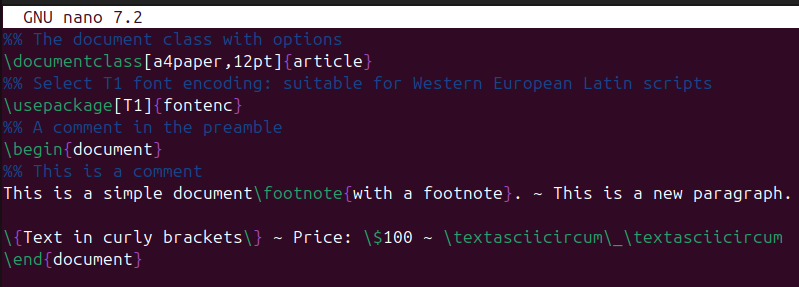 GNU nano 7.2
%% The document class with options
\documentclass[a4paper,12pt]{article}
%% Select T1 font encoding: suitable for Western European Latin scripts
\usepackage[T1]{fontenc}
%% A comment in the preamble
\begin{document}
%% This is a comment
This is a simple document\footnote{with a footnote}. ~ This is a new paragraph.
\{Text in curly brackets\} ~ Price: \$100 ~ \textasciicircum\_\textasciicircum
\end{document}